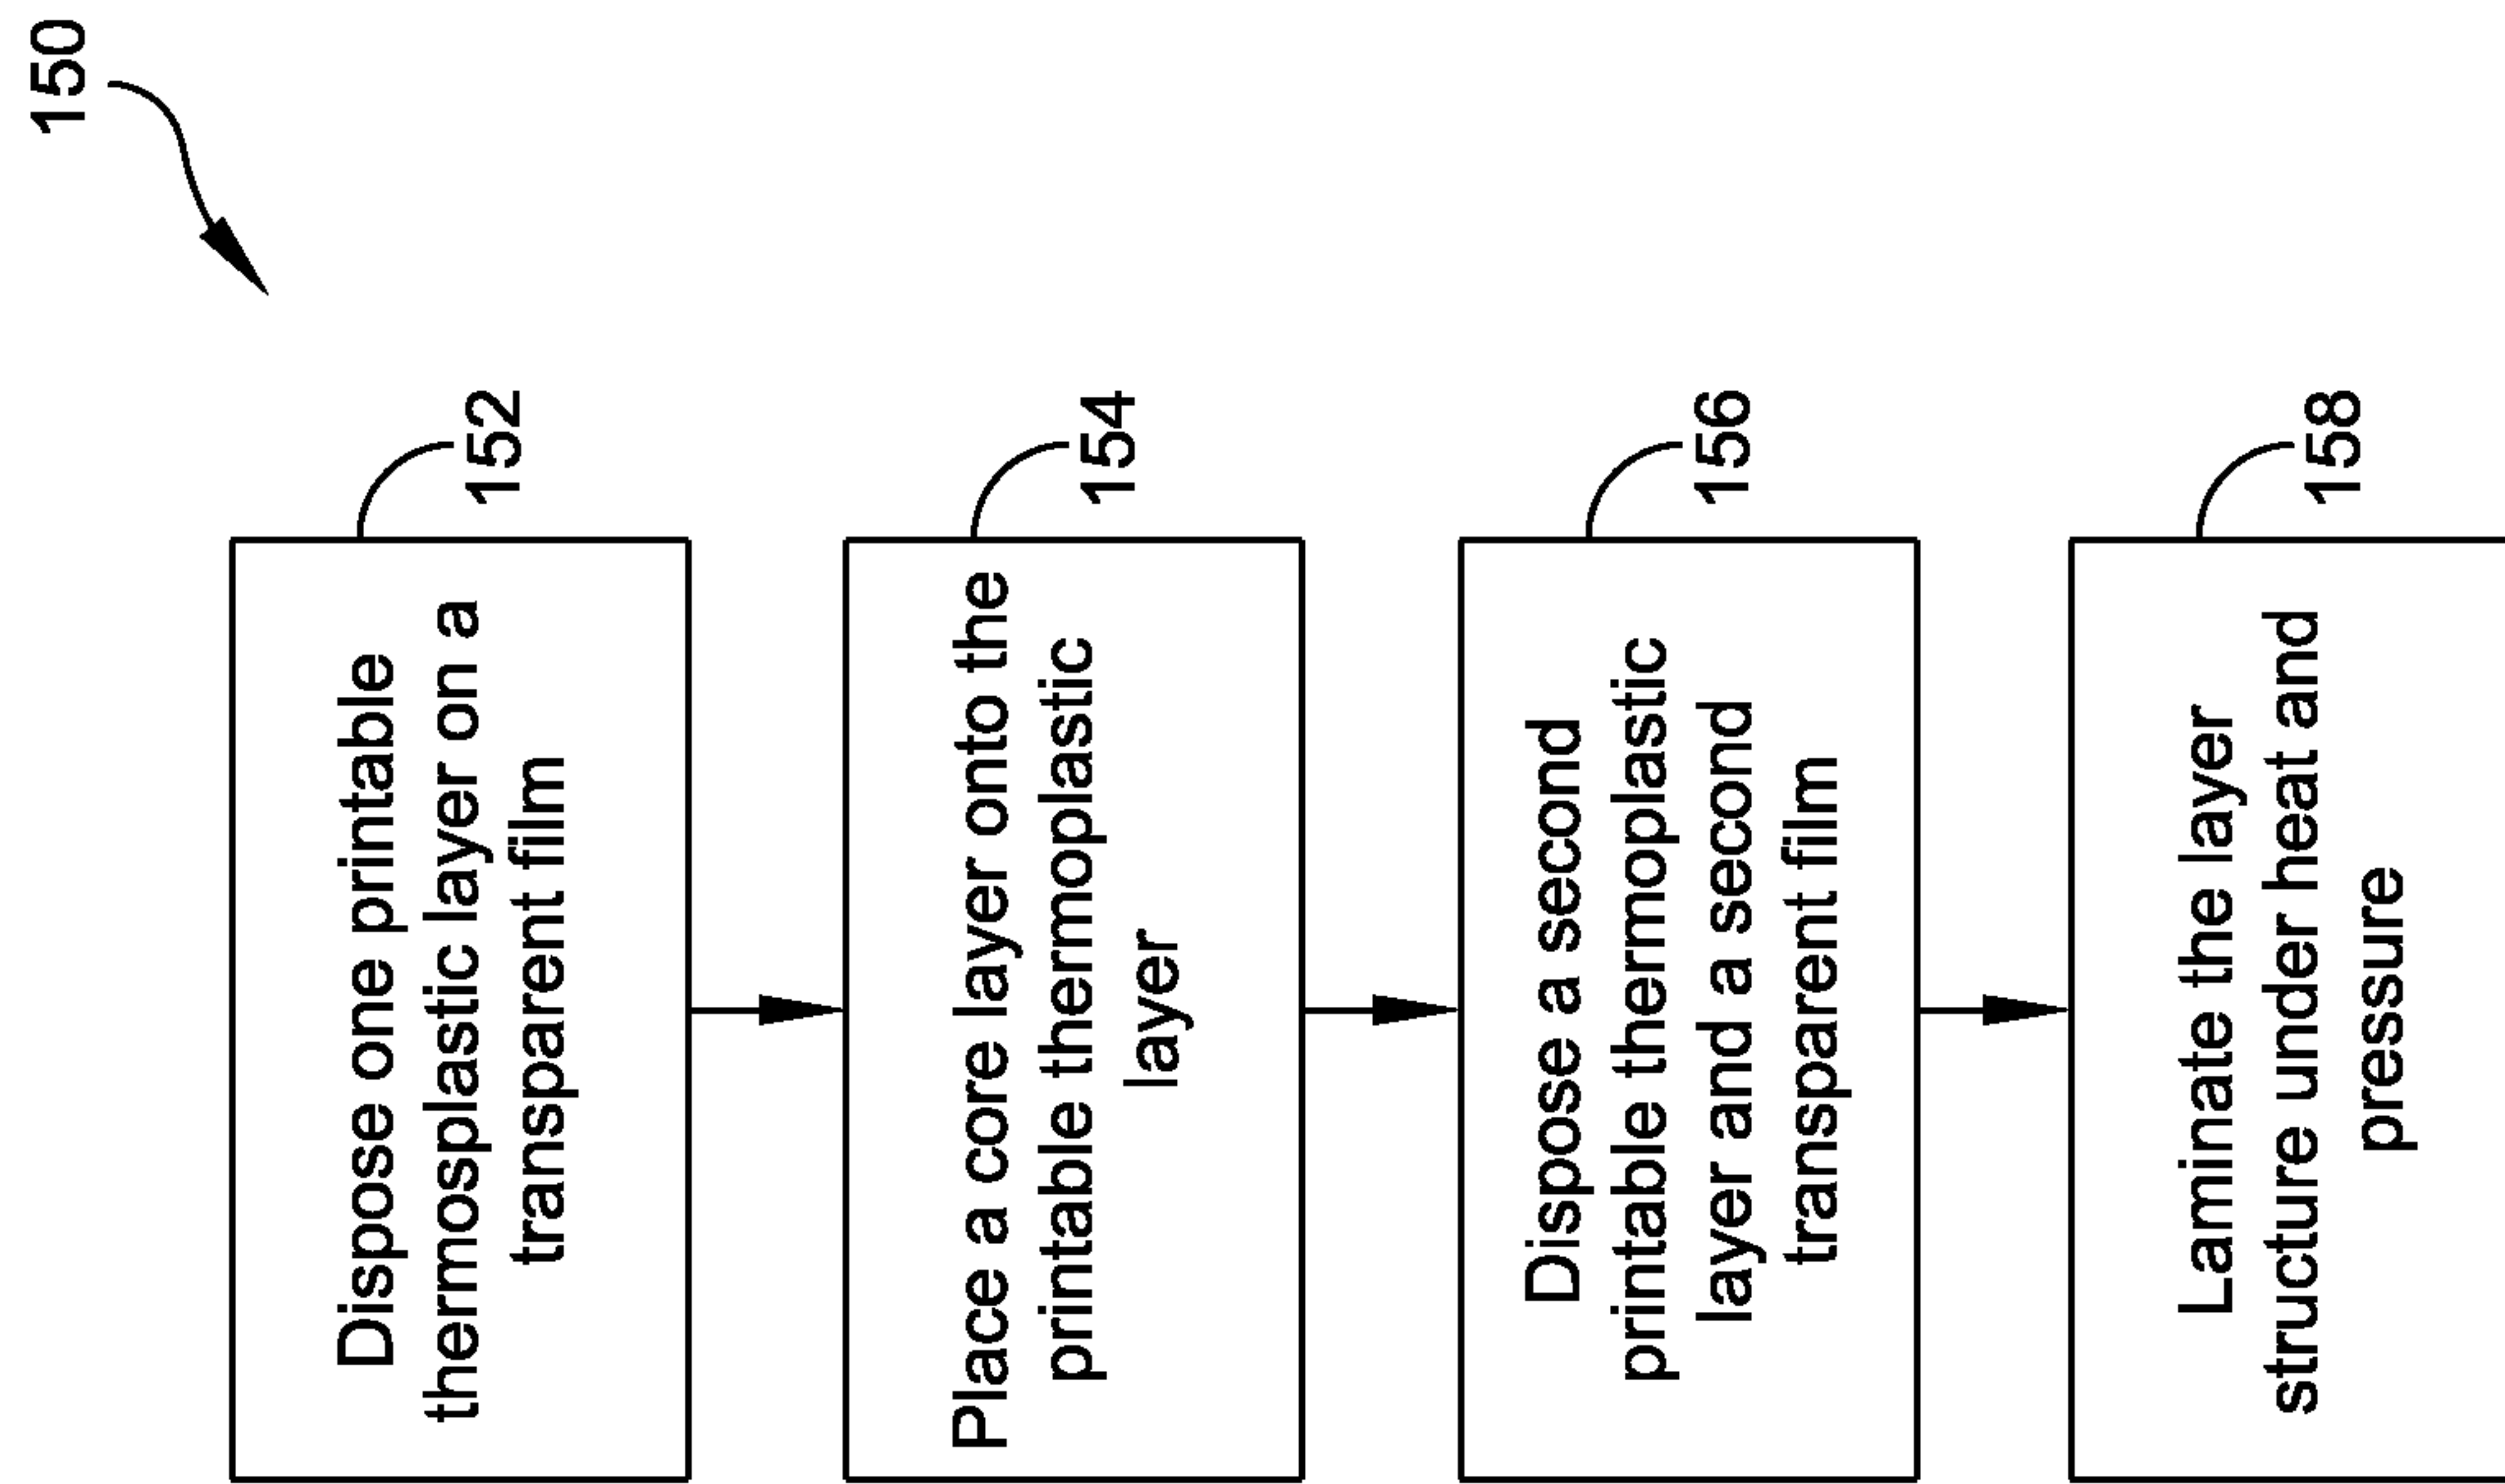 150
Dispose one printable
thermosplastic layer on a
transparent film
152
Place a core layer onto the
printable thermoplastic
layer
154
Dispose a second
printable thermoplastic
layer and a second
transparent film
156
Laminate the layer
structure under heat and
pressure
158